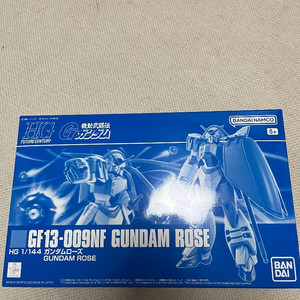 HG
FUTURE CENTURY
機動武闘伝
Gガンダム
BANDAI NAMCO
8+
GF13-009NF GUNDAM ROSE
HG 1/144 ガンダムローズ
GUNDAM ROSE
BANDAI